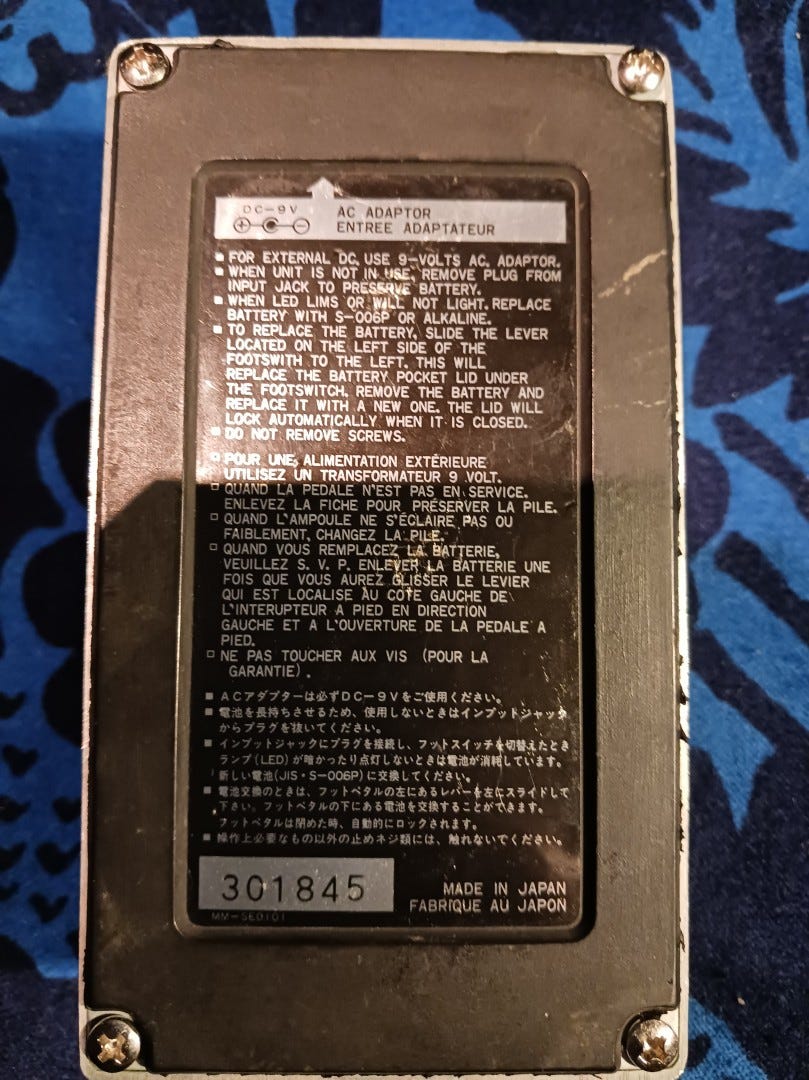 DC-9V
AC ADAPTOR
ENTREE ADAPTATEUR
■ FOR EXTERNAL DC, USE 9-VOLTS AC. ADAPTOR.
■ WHEN UNIT IS NOT IN USE, REMOVE PLUG FROM
INPUT JACK TO PRESERVE BATTERY.
■ WHEN LED LIMS OR WILL NOT LIGHT. REPLACE
BATTERY WITH S-006P OR ALKALINE.
■ TO REPLACE THE BATTERY, SLIDE THE LEVER
LOCATED ON THE LEFT SIDE OF THE
FOOTSWITH TO THE LEFT. THIS WILL
REPLACE THE BATTERY POCKET LID UNDER
THE FOOTSWITCH. REMOVE THE BATTERY AND
REPLACE IT WITH A NEW ONE. THE LID WILL
LOCK AUTOMATICALLY WHEN IT IS CLOSED.
■ DO NOT REMOVE SCREWS.
□ POUR UNE, ALIMENTATION EXTÉRIEURE
UTILISEZ UN TRANSFORMATEUR 9 VOLT.
□ QUAND LA PEDALE N'EST PAS EN SERVICE.
ENLEVEZ LA FICHE POUR PRÉSERVER LA PILE.
□ QUAND L'AMPOULE NE S'ÉCLAIRE PAS OU
FAIBLEMENT, CHANGEZ LA PILE.
□ QUAND VOUS REMPLACEZ LA BATTERIE,
VEUILLEZ S. V. P. ENLEVER LA BATTERIE UNE
FOIS QUE VOUS AUREZ GLISSER LE LEVIER
QUI EST LOCALISE AU COTE GAUCHE DE
L'INTERUPTEUR A PIED EN DIRECTION
GAUCHE ET A L'OUVERTURE DE LA PEDALE A
PIED.
□ NE PAS TOUCHER AUX VIS (POUR LA
GARANTIE).
■ ACアダプターは必ずDC-9Vをご使用ください。
■ 電池を長持ちさせるため、使用しないときはインプットジャック
からプラグを抜いてください。
■ インプットジャックにプラグを接続し、フットスイッチを切替えたとき
ランプ(LED)が暗かったり点灯しないときは電池が消耗しています。
新しい電池(JIS・S-006P)に交換してください。
■ 電池交換のときは、フットペタルの左にあるレバーを左にスライドして
下さい。フットペタルの下にある電池を交換することができます。
フットペタルは閉めた時、自動的にロックされます。
■ 操作上必要なもの以外の止めネジ類には、触れないでください。
301845
MADE IN JAPAN
FABRIQUE AU JAPON
MM-SE0101